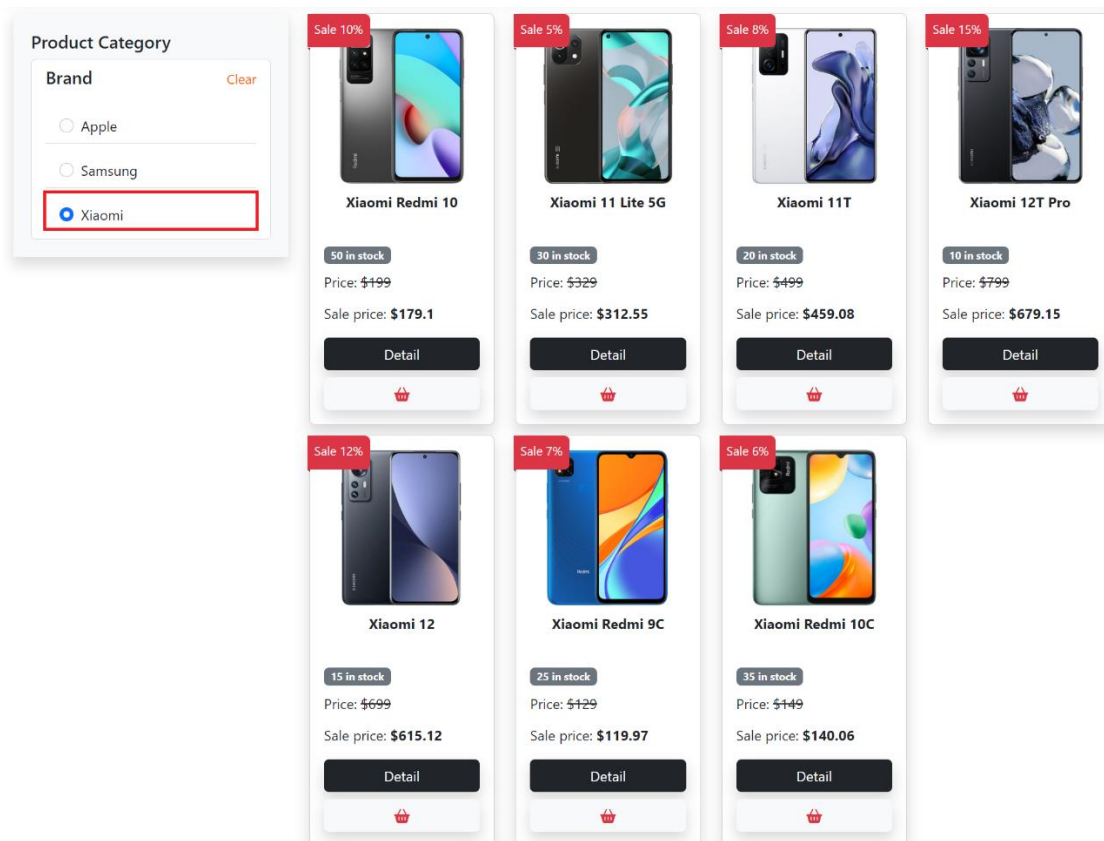 Product Category
Brand Clear
Apple
Samsung
Xiaomi
Sale 10% Sale 5% Sale 8% Sale 15%
Xiaomi Redmi 10 Xiaomi 11 Lite 5G Xiaomi 11T Xiaomi 12T Pro
50 in stock 30 in stock 20 in stock 10 in stock
Price: $199 Price: $329 Price: $499 Price: $799
Sale price: $179.1 Sale price: $312.55 Sale price: $459.08 Sale price: $679.15
Detail Detail Detail Detail
Sale 12% Sale 7% Sale 6%
Redmi Redmi
Xiaomi 12 Xiaomi Redmi 9C Xiaomi Redmi 10C
15 in stock 25 in stock 35 in stock
Price: $699 Price: $129 Price: $149
Sale price: $615.12 Sale price: $119.97 Sale price: $140.06
Detail Detail Detail